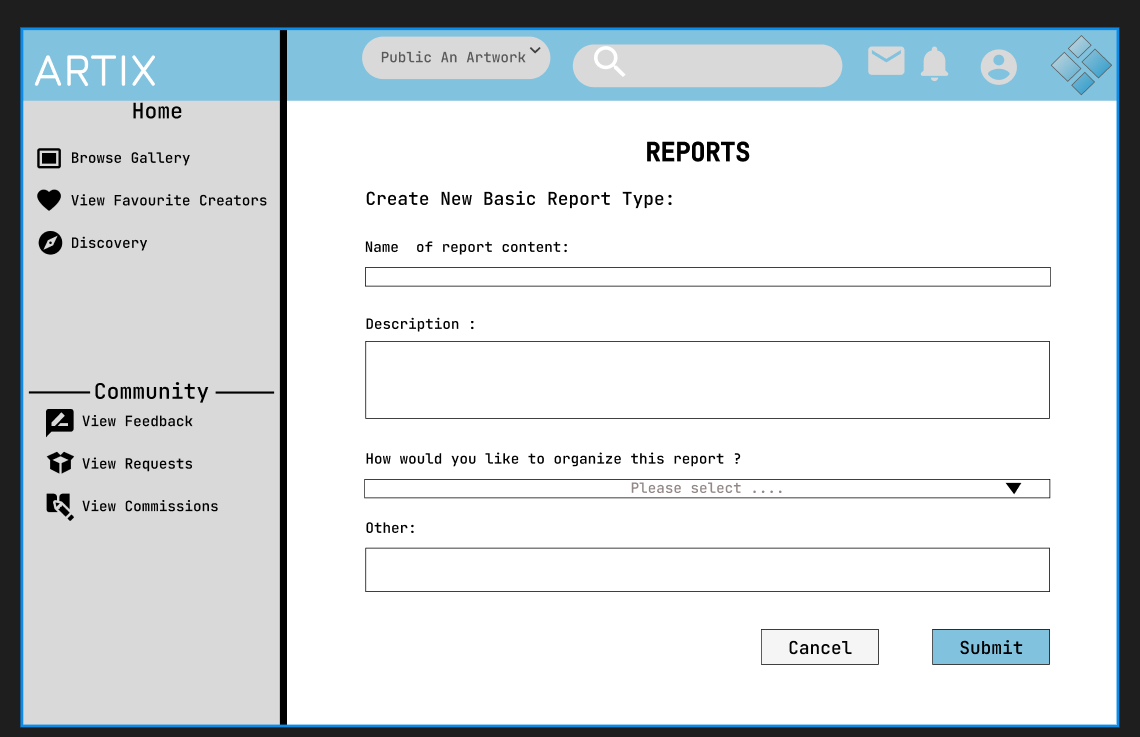 ARTIX
Public An Artwork
Home
Browse Gallery
View Favourite Creators
Discovery
Community
View Feedback
View Requests
View Commissions
REPORTS
Create New Basic Report Type:
Name  of report content:
Description :
How would you like to organize this report ?
Please select ....
Other:
Cancel
Submit